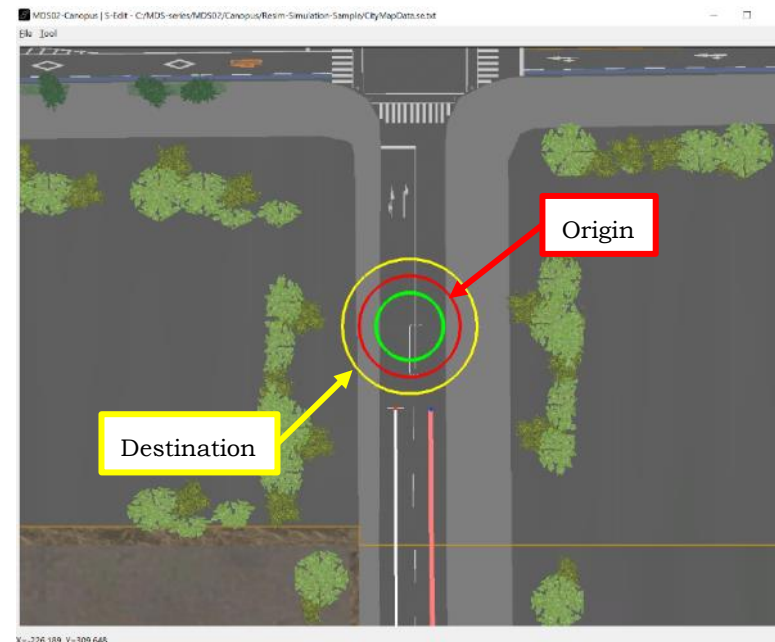 MDS02-Canopus | S-Edit - C:/MDS-series/MDS02/Canopus/Resim-Simulation-Sample/CityMapData.se.txt
File Tool
Origin
Destination
X=-226.189, Y=309.648